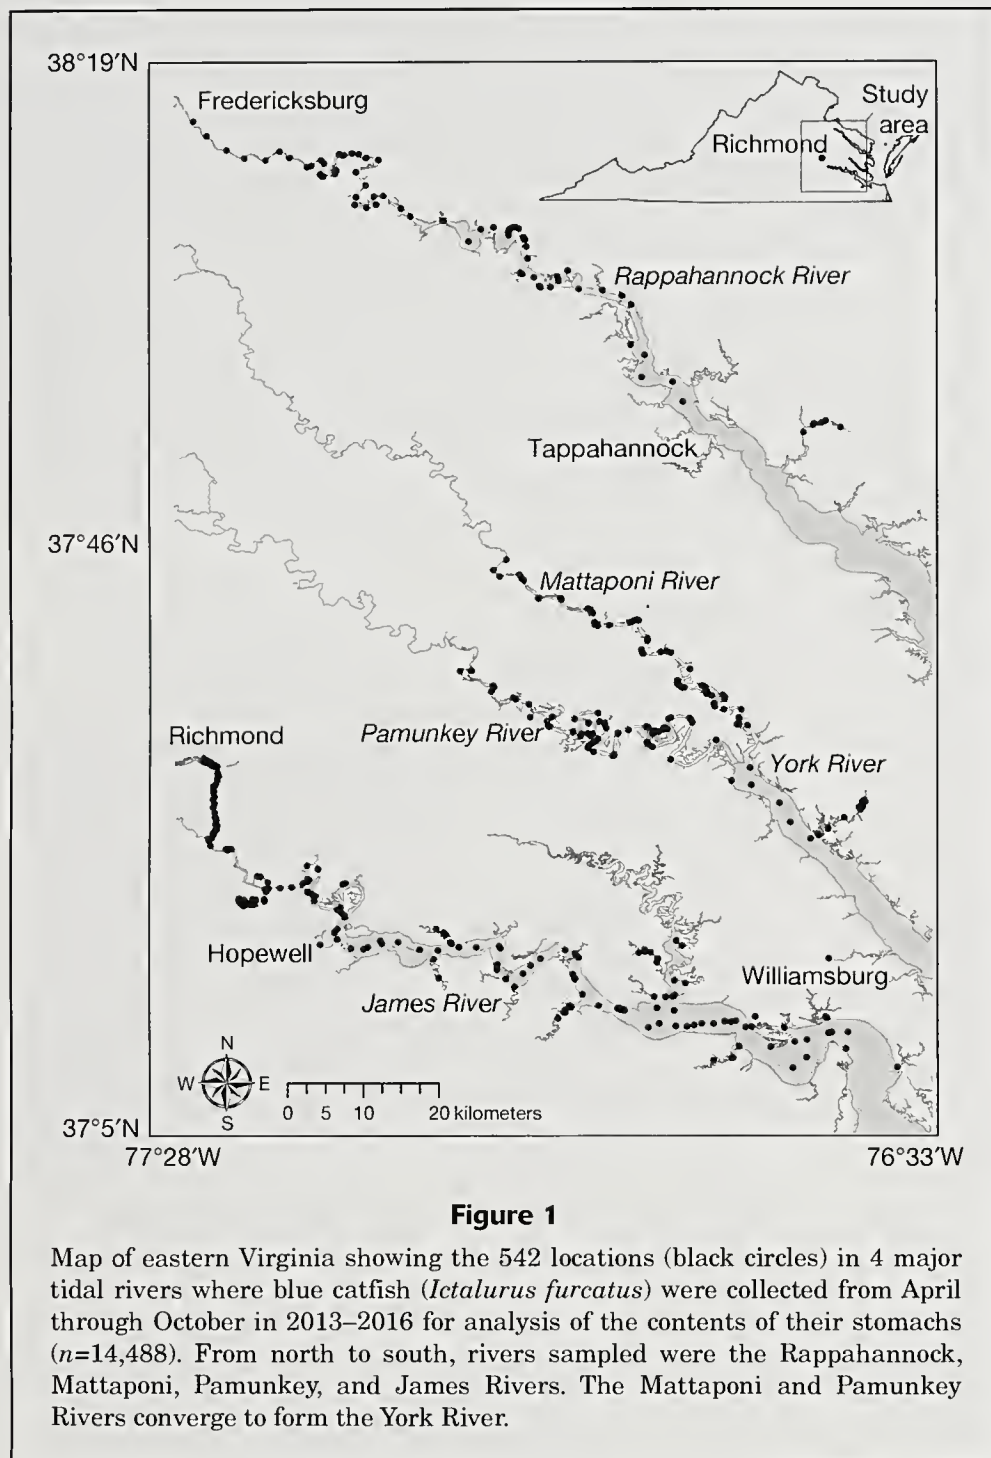 38°19′N
Fredericksburg
Study
area
Richmond
Rappahannock River
Tappahannock
37°46′N
Mattaponi River
Pamunkey River
Richmond
York River
Hopewell
James River
Williamsburg
N
W E
S
0 5 10 20 kilometers
37°5′N
77°28′W 76°33′W
Figure 1
Map of eastern Virginia showing the 542 locations (black circles) in 4 major
tidal rivers where blue catfish (Ictalurus furcatus) were collected from April
through October in 2013–2016 for analysis of the contents of their stomachs
(n=14,488). From north to south, rivers sampled were the Rappahannock,
Mattaponi, Pamunkey, and James Rivers. The Mattaponi and Pamunkey
Rivers converge to form the York River.